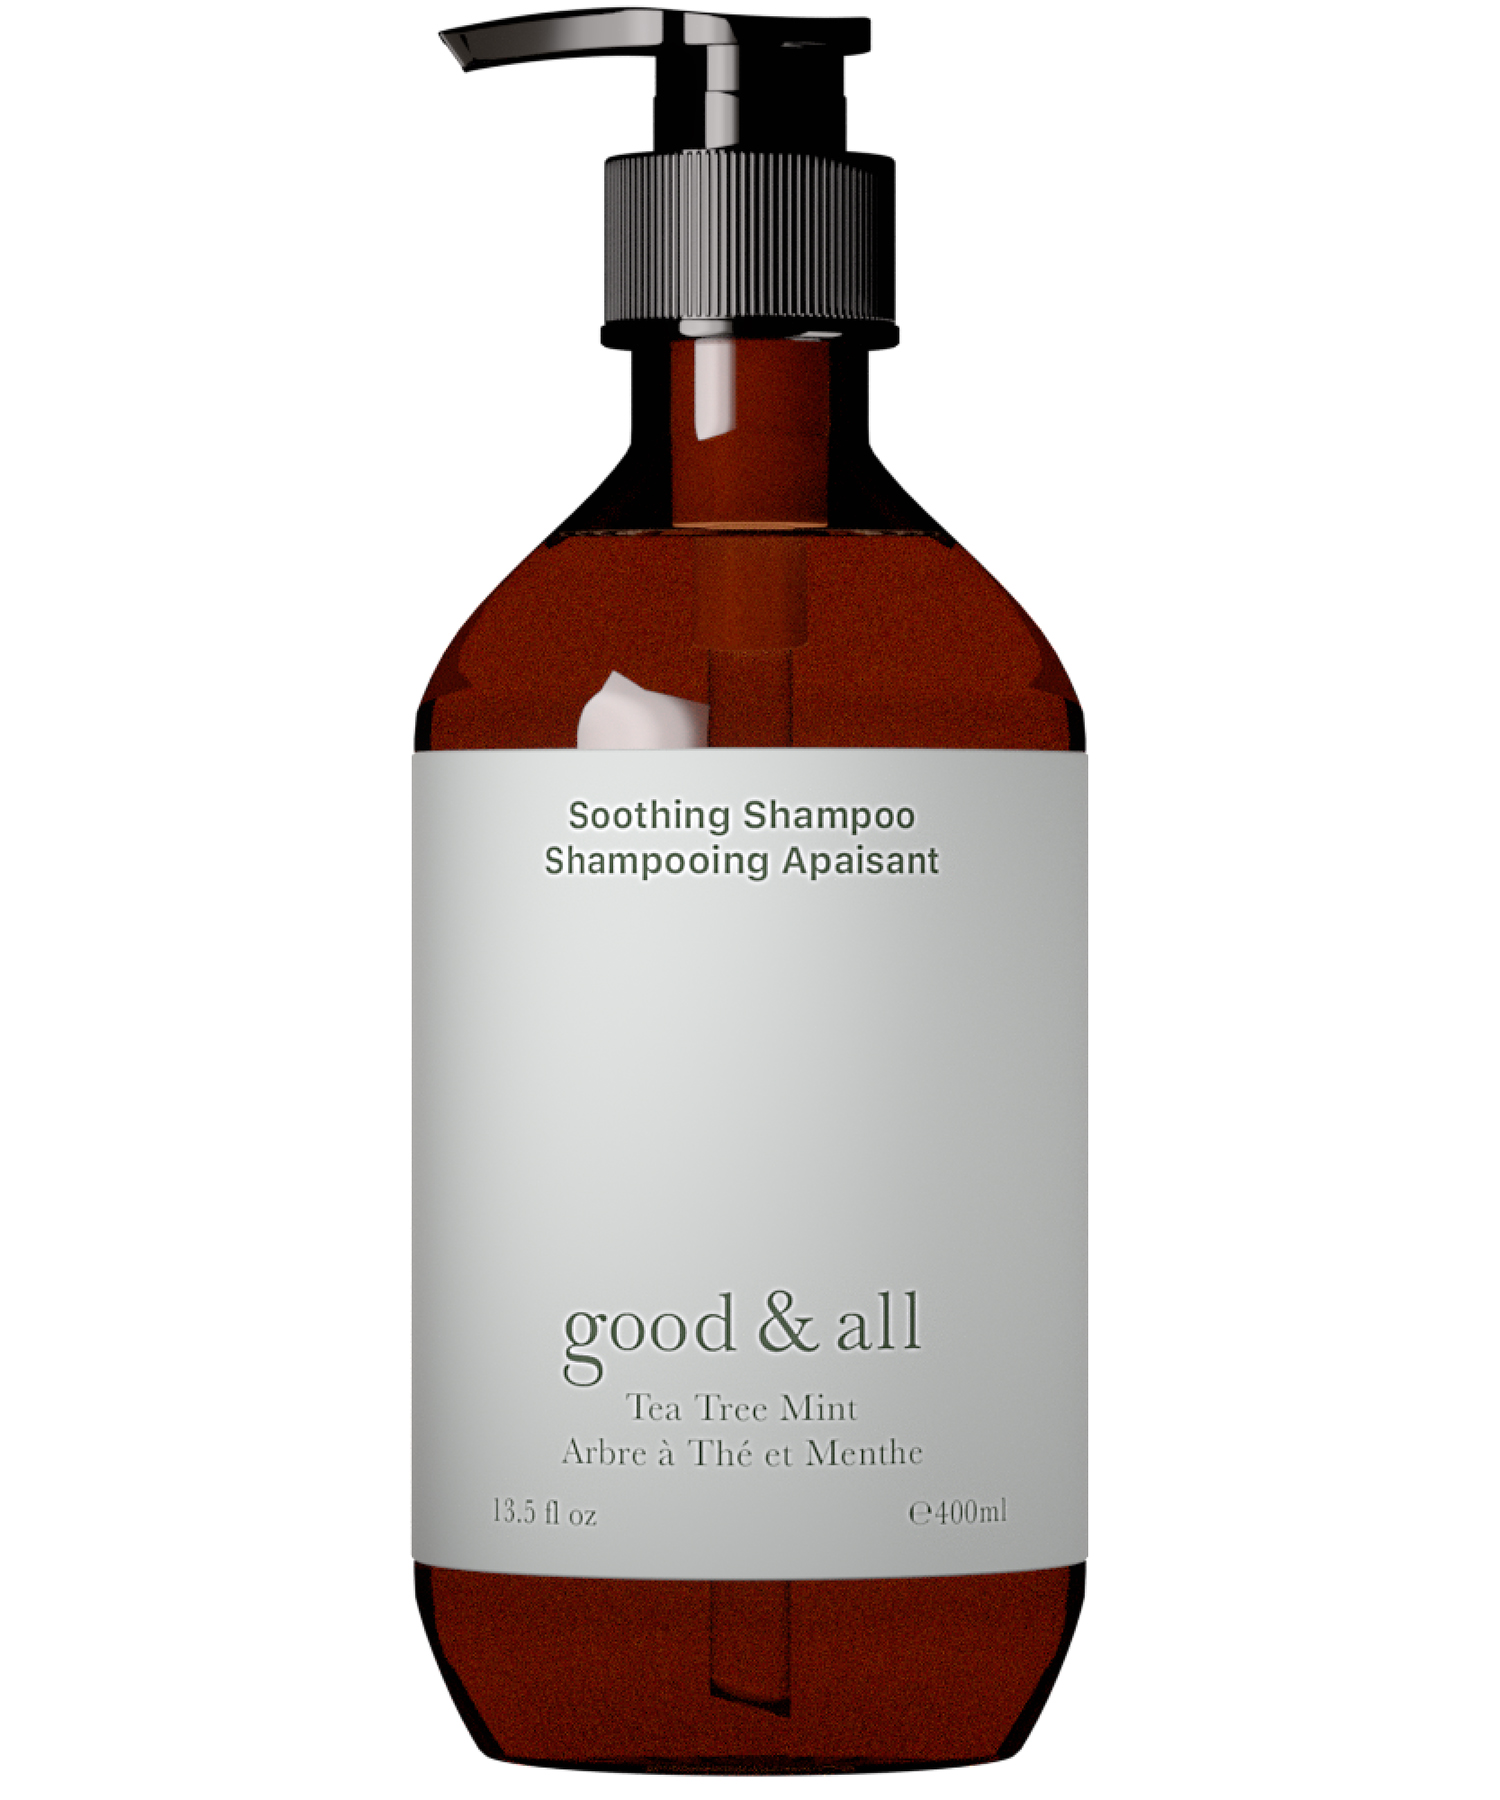 Soothing Shampoo
Shampooing Apaisant
good & all
Tea Tree Mint
Arbre à Thé et Menthe
13.5 fl oz ℮400ml